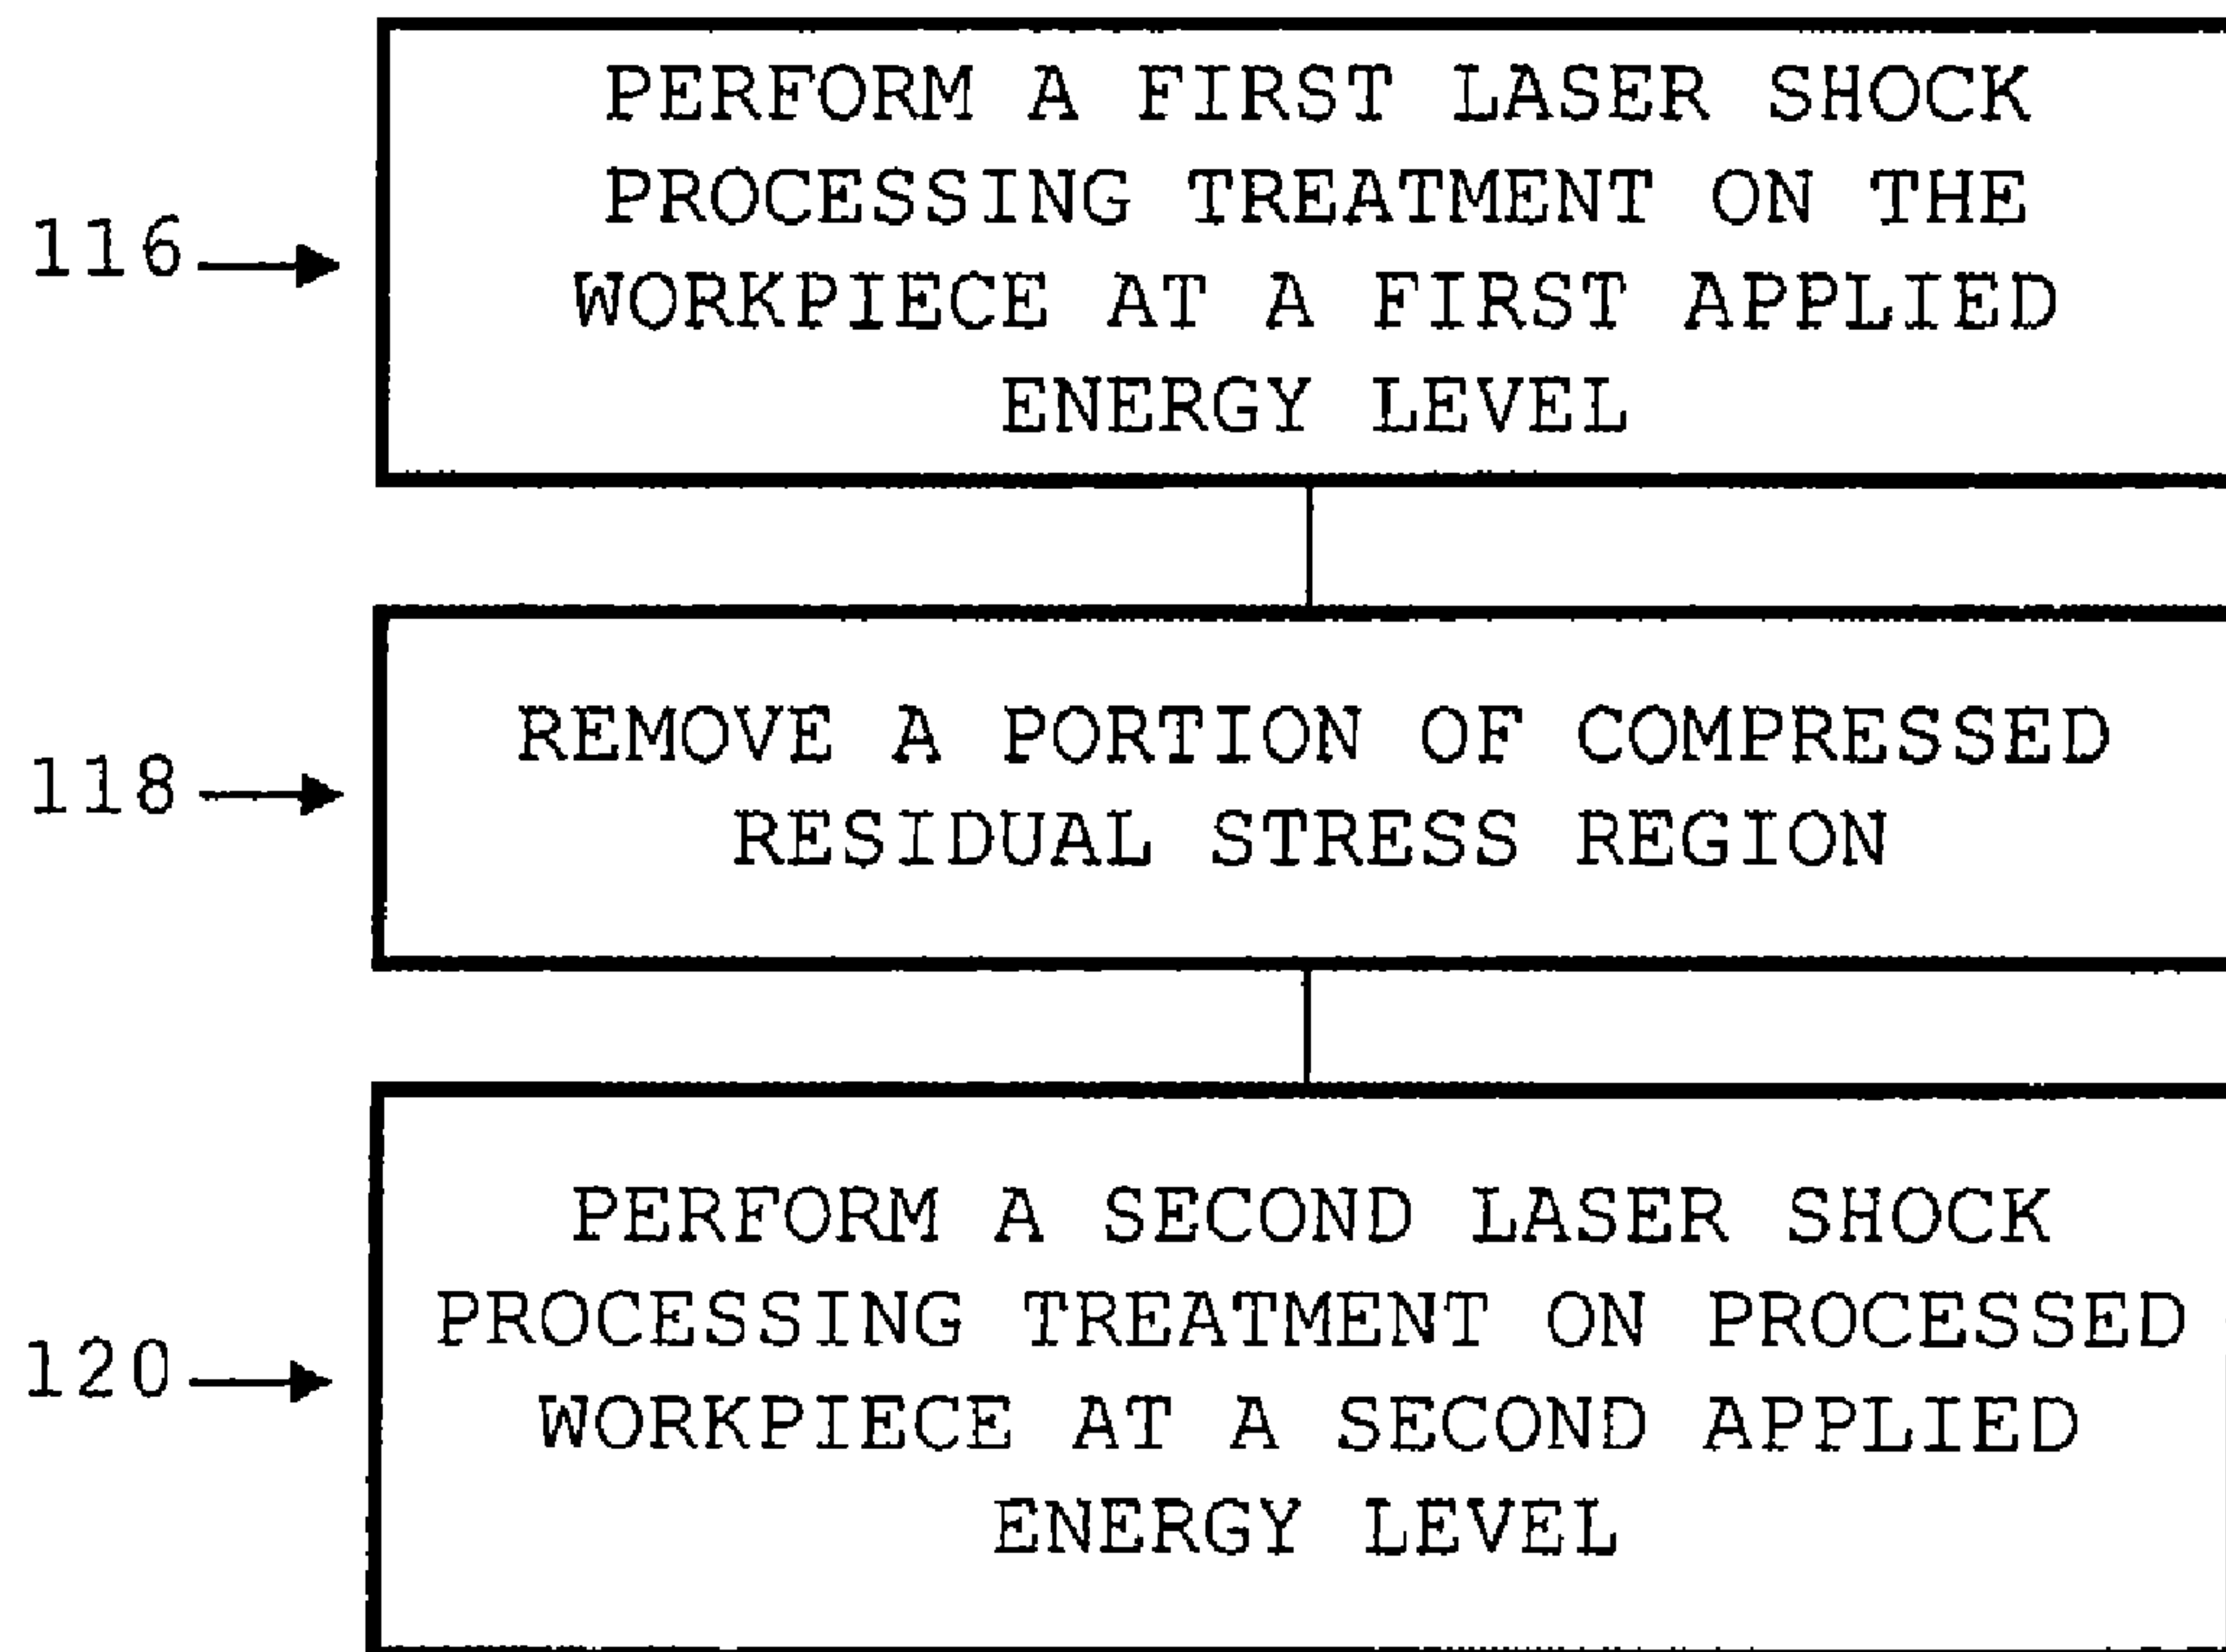 PERFORM A FIRST LASER SHOCK
PROCESSING TREATMENT ON THE
116
WORKPIECE AT A FIRST APPLIED
ENERGY LEVEL
REMOVE A PORTION OF COMPRESSED
118
RESIDUAL STRESS REGION
PERFORM A SECOND LASER SHOCK
PROCESSING TREATMENT ON PROCESSED
120
WORKPIECE AT A SECOND APPLIED
ENERGY LEVEL